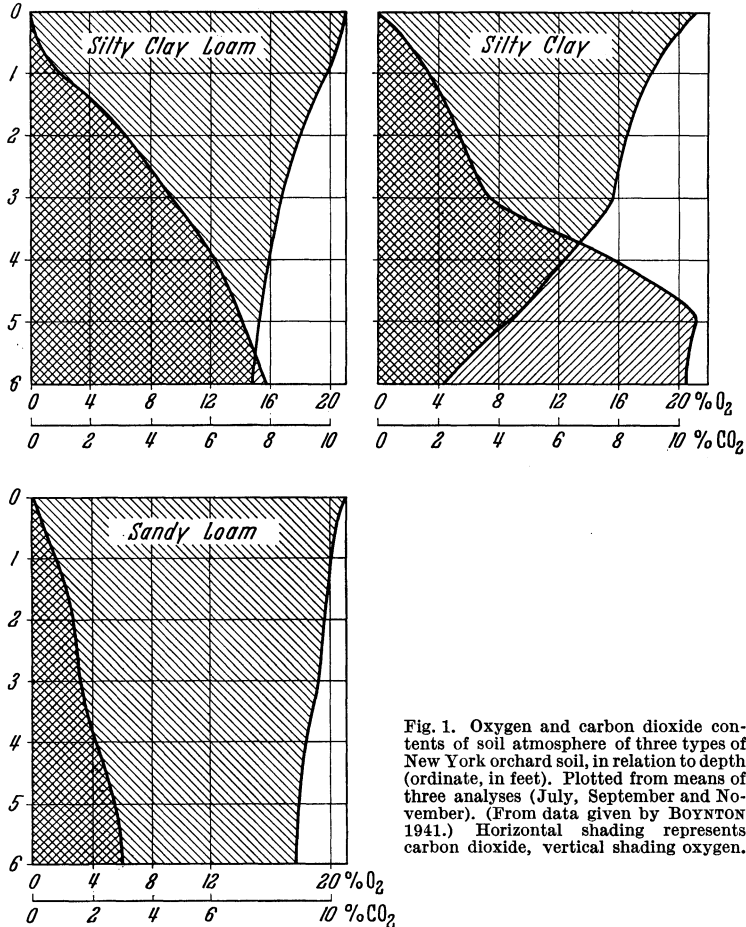 0
Silty Clay Loam
1
2
3
4
5
6
0 4 8 12 16 20
0 2 4 6 8 10
Silty Clay
0 4 8 12 16 20 %O₂
0 2 4 6 8 10 %CO₂
0
Sandy Loam
1
2
3
4
5
6
0 4 8 12 20 %O₂
0 2 4 6 10 %CO₂
Fig. 1. Oxygen and carbon dioxide con-
tents of soil atmosphere of three types of
New York orchard soil, in relation to depth
(ordinate, in feet). Plotted from means of
three analyses (July, September and No-
vember). (From data given by BOYNTON
1941.) Horizontal shading represents
carbon dioxide, vertical shading oxygen.